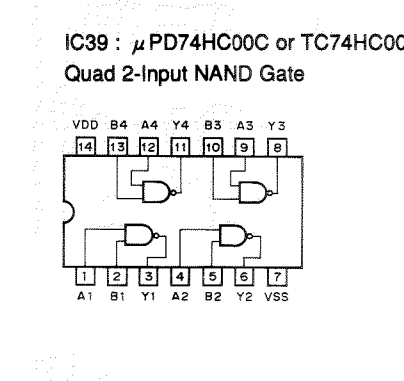 IC39 : μPD74HC00C or TC74HC00
Quad 2-Input NAND Gate
VDD B4 A4 Y4 B3 A3 Y3
14 13 12 11 10 9 8
1 2 3 4 5 6 7
A1 B1 Y1 A2 B2 Y2 VSS